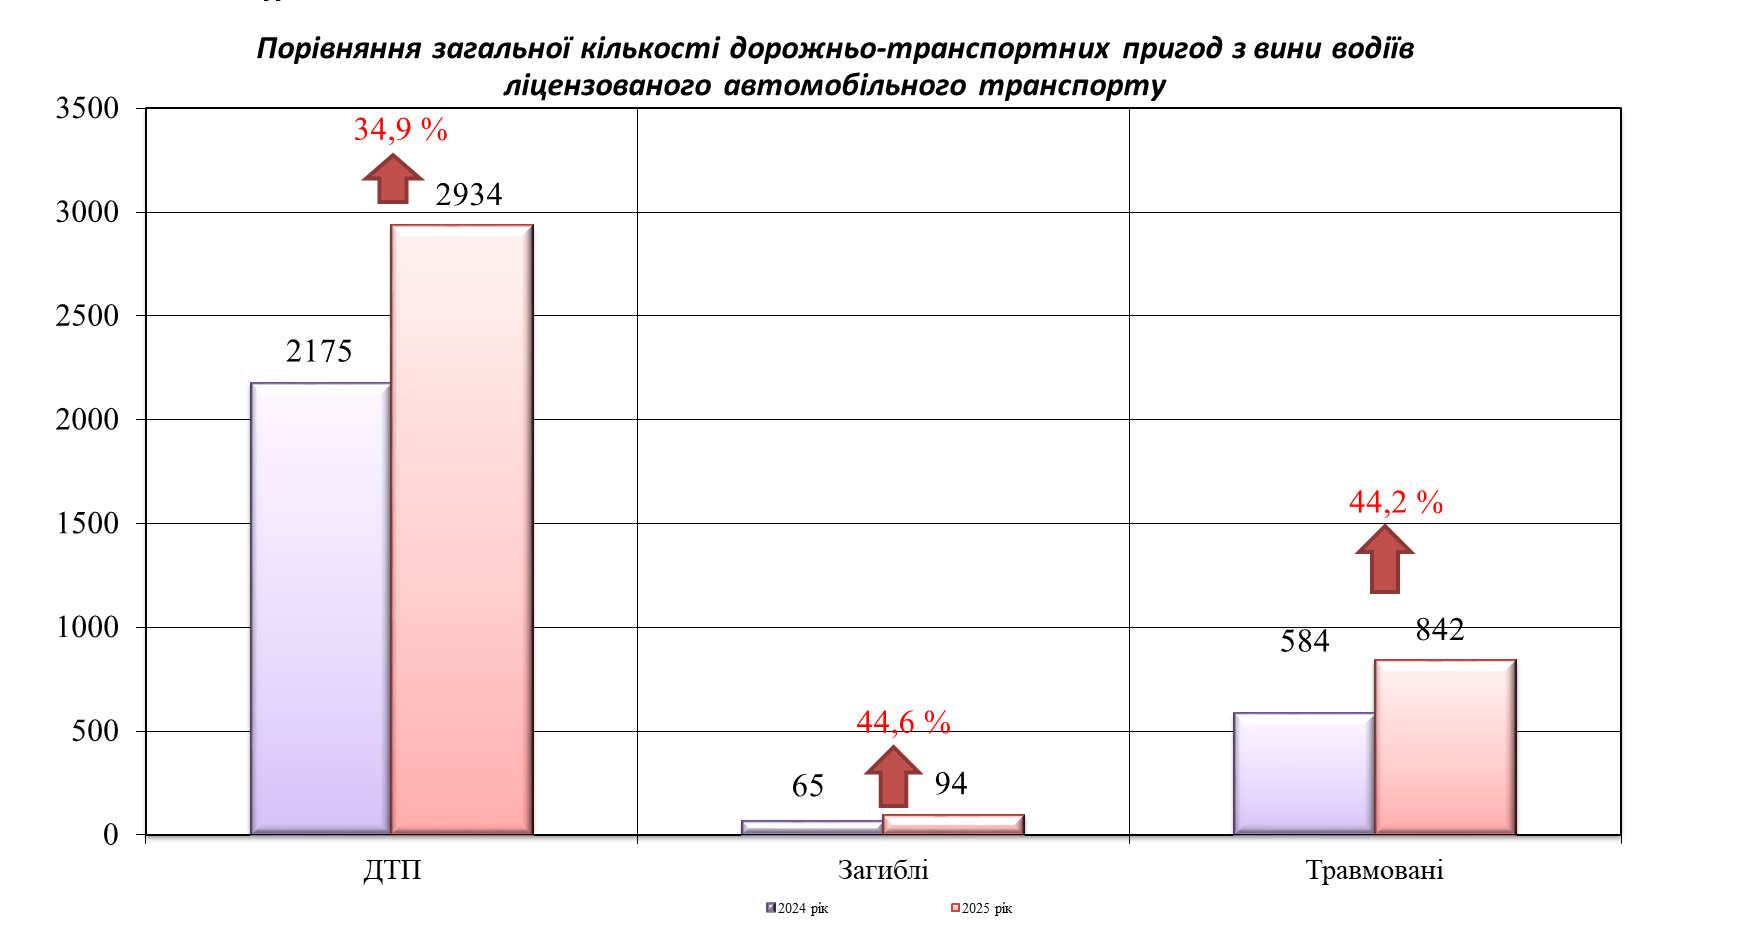 Порівняння загальної кількості дорожньо-транспортних пригод з вини водіїв
ліцензованого автомобільного транспорту
3500
3000
2500
2000
1500
1000
500
0
34,9 %
2934
2175
44,6 %
65
94
44,2 %
584
842
ДТП
Загиблі
Травмовані
2024 рік
2025 рік